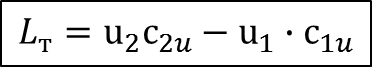 Lт = u₂c₂ᵤ − u₁ · c₁ᵤ